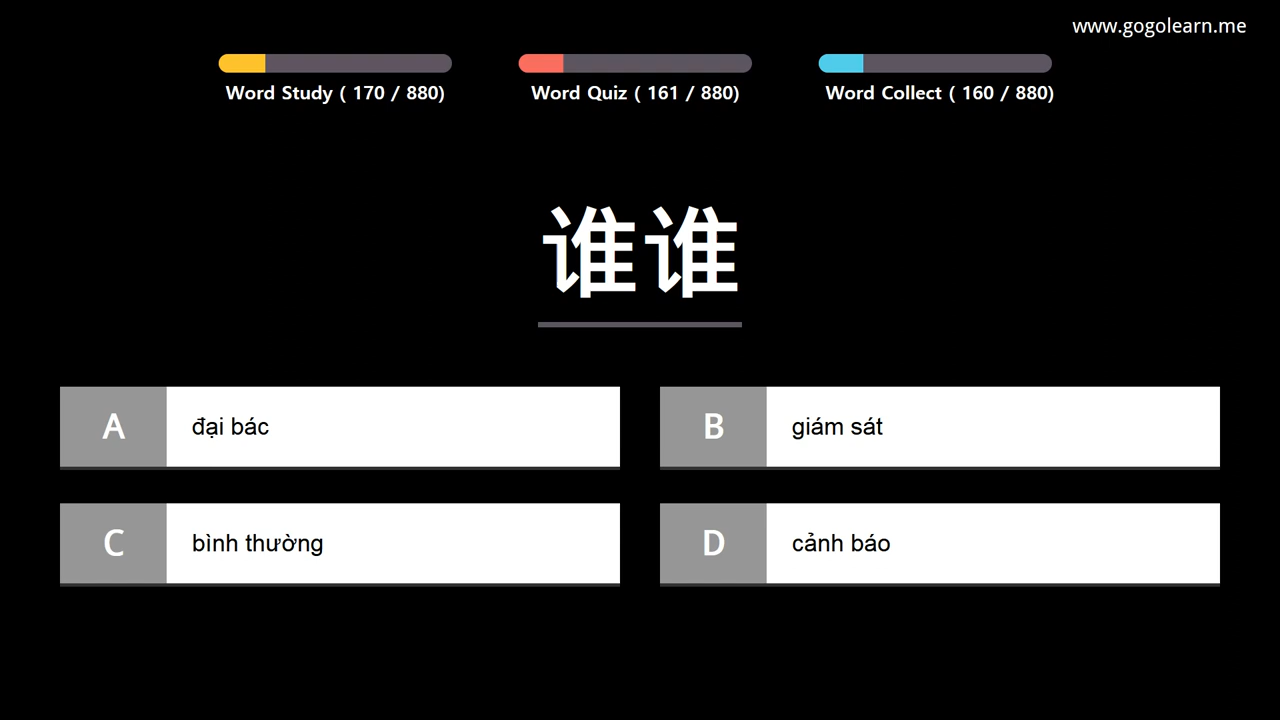 www.gogolearn.me
Word Study ( 170 / 880)
Word Quiz ( 161 / 880)
Word Collect ( 160 / 880)
谁谁
A đại bác
B giám sát
C bình thường
D cảnh báo